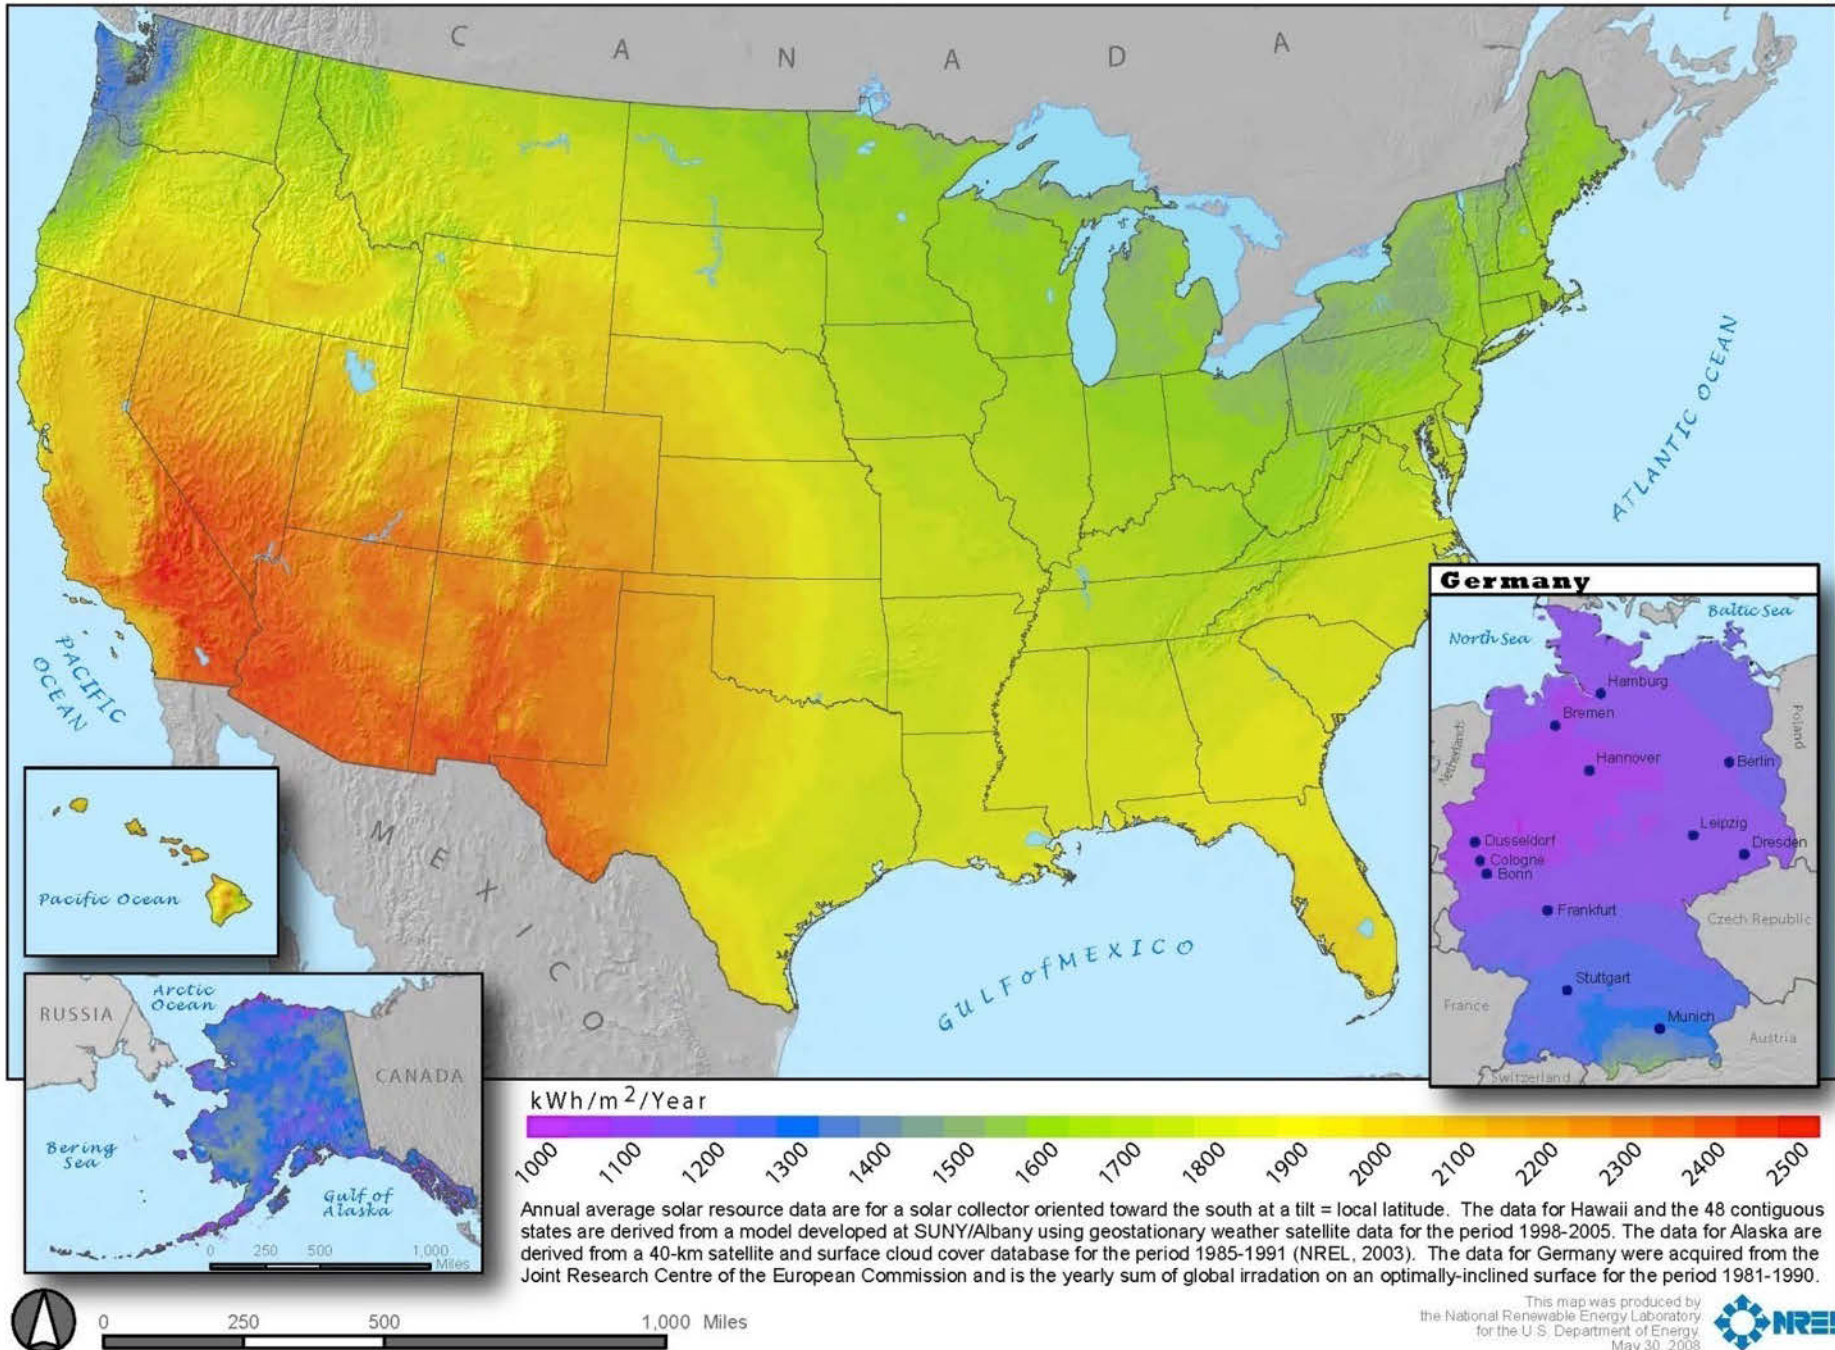 C A N A D A
ATLANTIC OCEAN
PACIFIC
OCEAN
M E X I C O
GULF of MEXICO
Germany
North Sea
Baltic Sea
Netherlands
Poland
Hamburg
Bremen
Hannover
Berlin
Leipzig
Dusseldorf
Dresden
Cologne
Bonn
Frankfurt
Czech Republic
Stuttgart
France
Munich
Austria
Switzerland
Pacific Ocean
Arctic
Ocean
RUSSIA
CANADA
Bering
Sea
Gulf of
Alaska
0 250 500 1,000
Miles
kWh/m²/Year
1000 1100 1200 1300 1400 1500 1600 1700 1800 1900 2000 2100 2200 2300 2400 2500
Annual average solar resource data are for a solar collector oriented toward the south at a tilt = local latitude. The data for Hawaii and the 48 contiguous
states are derived from a model developed at SUNY/Albany using geostationary weather satellite data for the period 1998-2005. The data for Alaska are
derived from a 40-km satellite and surface cloud cover database for the period 1985-1991 (NREL, 2003). The data for Germany were acquired from the
Joint Research Centre of the European Commission and is the yearly sum of global irradiation on an optimally-inclined surface for the period 1981-1990.
0 250 500 1,000 Miles
This map was produced by
the National Renewable Energy Laboratory
for the U.S. Department of Energy.
May 30, 2008
NREL